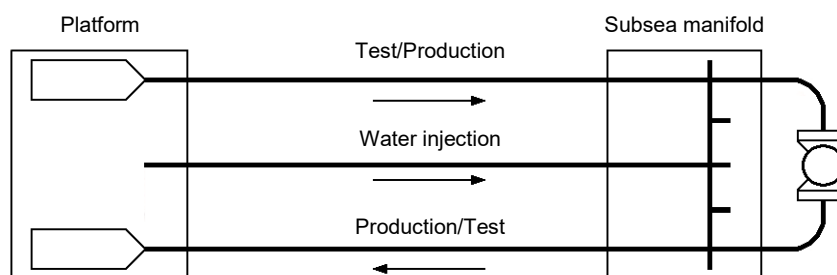 Platform
Subsea manifold
Test/Production
Water injection
Production/Test